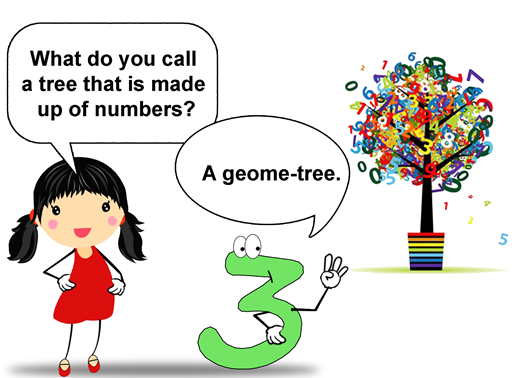 What do you call
a tree that is made
up of numbers?
A geome-tree.